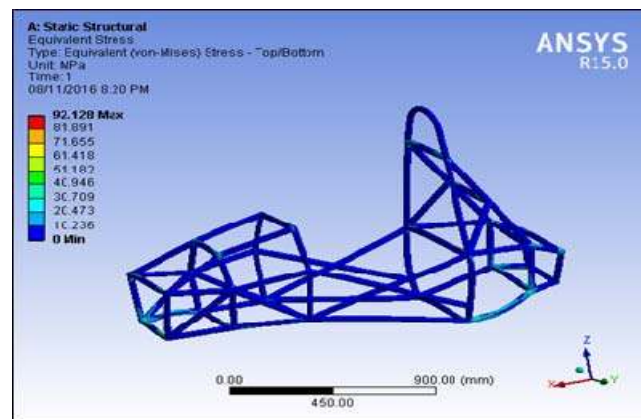 A: Static Structural
Equivalent Stress
Type: Equivalent (von-Mises) Stress - Top/Bottom
Unit: MPa
Time: 1
08/11/2016 8:20 PM
ANSYS
R15.0
92.128 Max
81.891
71.655
61.418
51.182
40.946
30.709
20.473
10.236
0 Min
0.00
900.00 (mm)
450.00
Z
X
Y